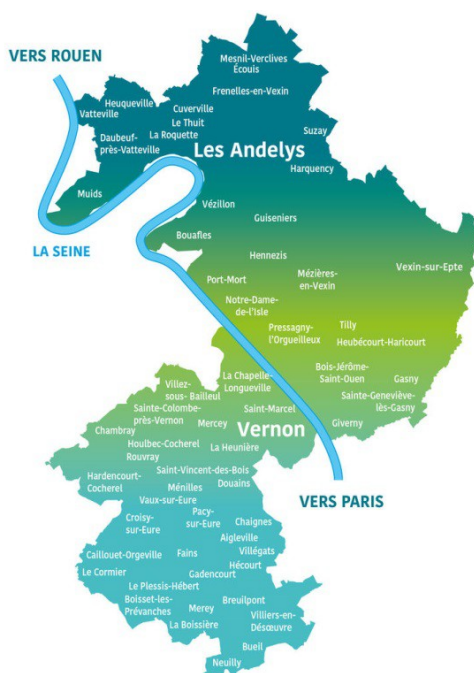 VERS ROUEN
Mesnil-Verclives
Écouis
Frenelles-en-Vexin
Heuqueville
Vatteville
Cuverville
Le Thuit
La Roquette
Suzay
Daubeuf-
près-Vatteville
Les Andelys
Harquency
Muids
Vézillon
Guiseniers
LA SEINE
Bouafles
Hennezis
Vexin-sur-Epte
Port-Mort
Mézières-
en-Vexin
Notre-Dame-
de-l'Isle
Pressagny-
l'Orgueilleux
Tilly
Heubécourt-Haricourt
La Chapelle-
Longueville
Bois-Jérôme-
Saint-Ouen
Gasny
Villez-
sous- Bailleul
Sainte-Geneviève-
lès-Gasny
Sainte-Colombe-
près-Vernon
Saint-Marcel
Mercey
Giverny
Chambray
Vernon
Houlbec-Cocherel
Rouvray
La Heunière
Saint-Vincent-des-Bois
Hardencourt-
Cocherel
Ménilles
Douains
VERS PARIS
Vaux-sur-Eure
Croisy-
sur-Eure
Pacy-
sur-Eure
Chaignes
Aigleville
Caillouet-Orgeville
Fains
Villégats
Hécourt
Le Cormier
Gadencourt
Le Plessis-Hébert
Boisset-les-
Prévanches
Merey
Breuilpont
Villiers-en-
Désœuvre
La Boissière
Bueil
Neuilly